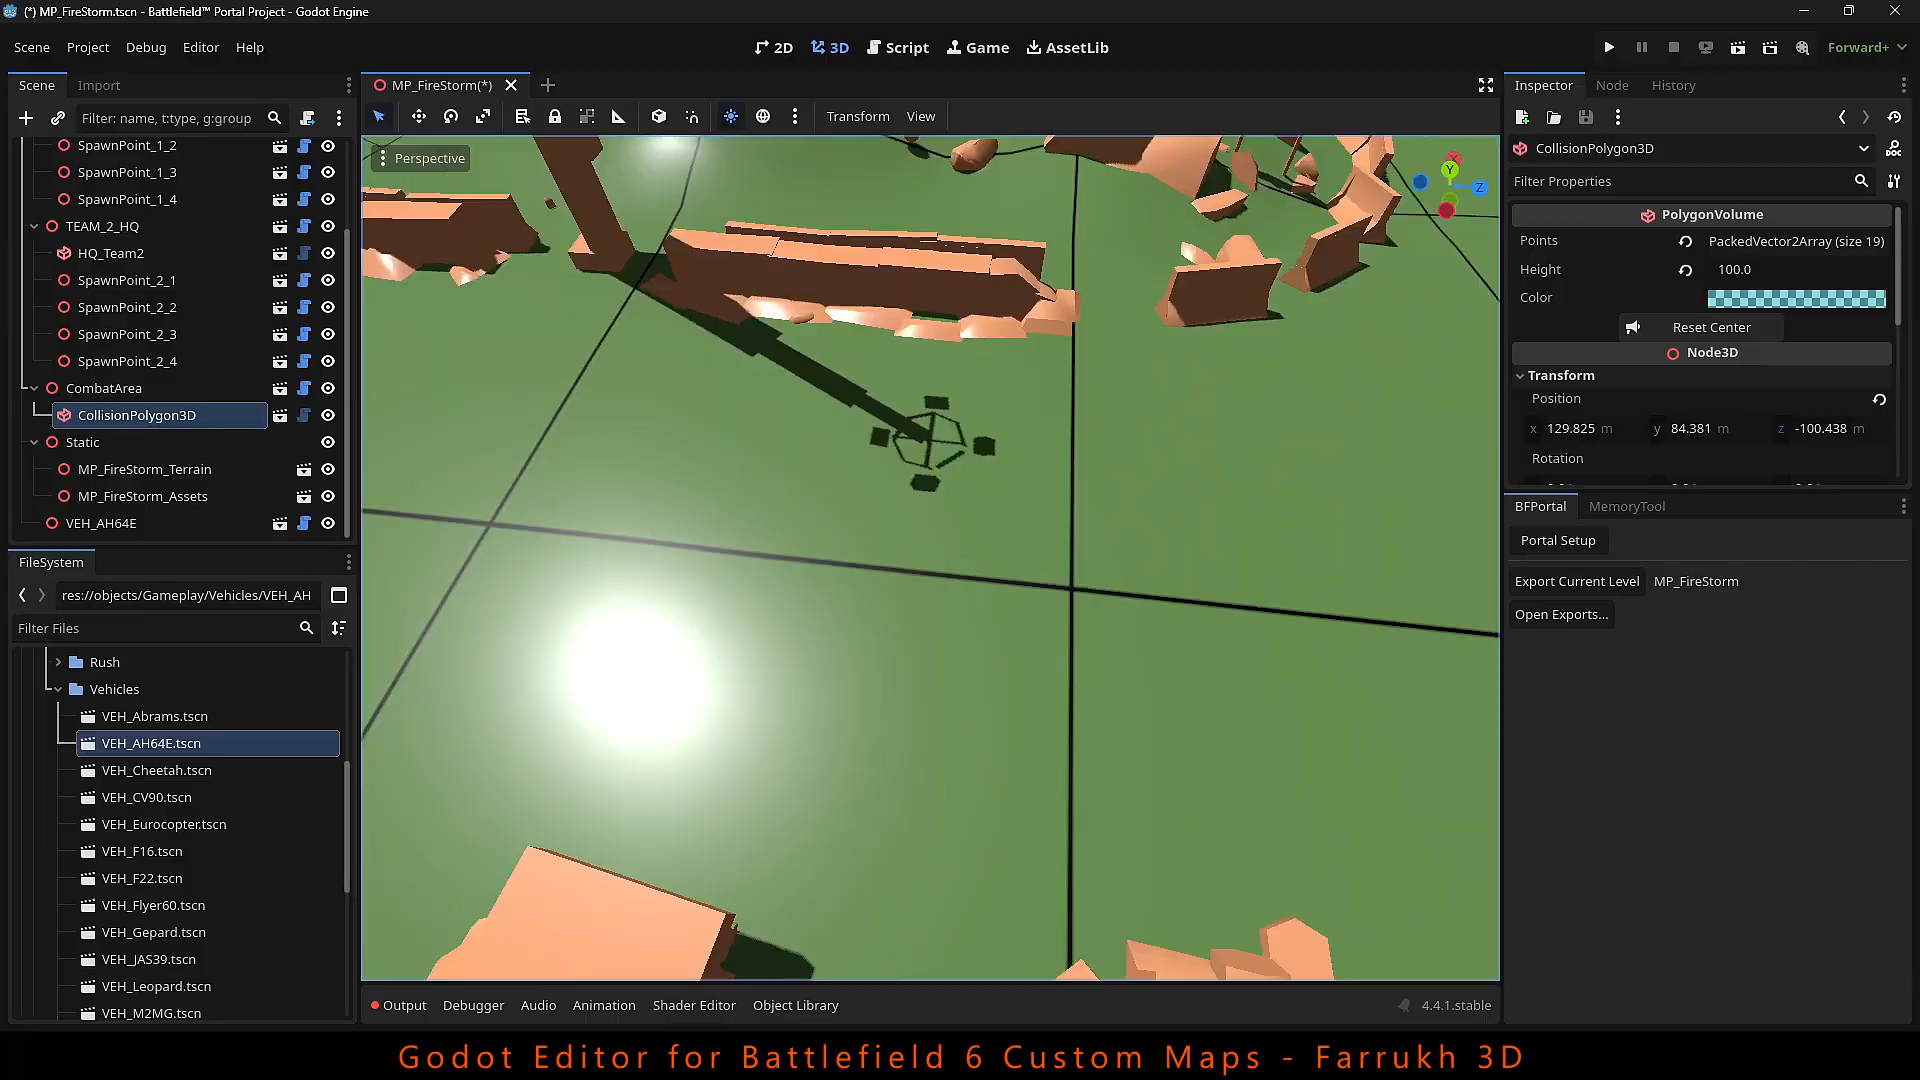 (*) MP_FireStorm.tscn - Battlefield™ Portal Project - Godot Engine
Scene Project Debug Editor Help
2D 3D Script Game AssetLib
Forward+
Scene Import
MP_FireStorm(*)
Inspector Node History
Filter: name, t:type, g:group
Transform View
SpawnPoint_1_2
SpawnPoint_1_3
SpawnPoint_1_4
TEAM_2_HQ
HQ_Team2
SpawnPoint_2_1
SpawnPoint_2_2
SpawnPoint_2_3
SpawnPoint_2_4
CombatArea
CollisionPolygon3D
Static
MP_FireStorm_Terrain
MP_FireStorm_Assets
VEH_AH64E
FileSystem
res://objects/Gameplay/Vehicles/VEH_AH
Filter Files
Rush
Vehicles
VEH_Abrams.tscn
VEH_AH64E.tscn
VEH_Cheetah.tscn
VEH_CV90.tscn
VEH_Eurocopter.tscn
VEH_F16.tscn
VEH_F22.tscn
VEH_Flyer60.tscn
VEH_Gepard.tscn
VEH_JAS39.tscn
VEH_Leopard.tscn
VEH_M2MG.tscn
Perspective
Y
Z
Output Debugger Audio Animation Shader Editor Object Library
4.4.1.stable
CollisionPolygon3D
Filter Properties
PolygonVolume
Points PackedVector2Array (size 19)
Height 100.0
Color
Reset Center
Node3D
Transform
Position
x 129.825 m y 84.381 m z -100.438 m
Rotation
BFPortal MemoryTool
Portal Setup
Export Current Level MP_FireStorm
Open Exports...
Godot Editor for Battlefield 6 Custom Maps - Farrukh 3D